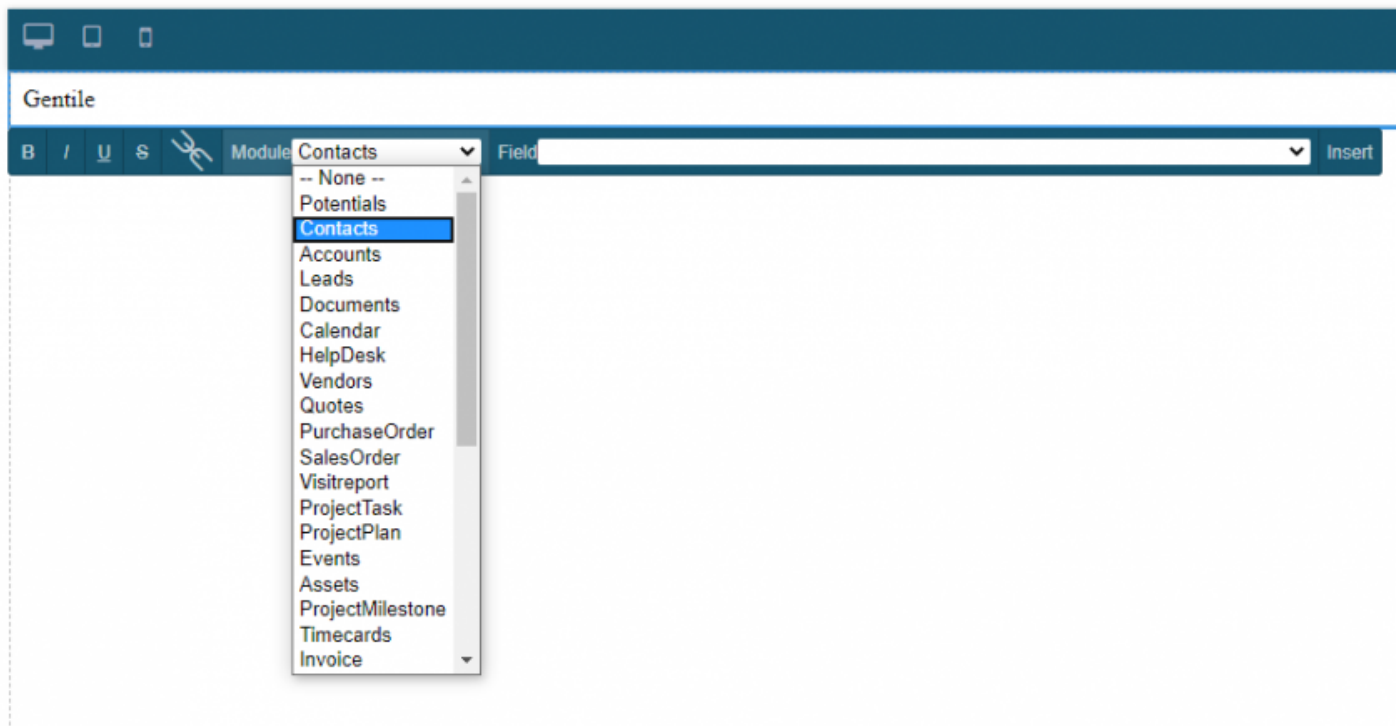 Gentile
B I U S Module Contacts Field Insert
-- None --
Potentials
Contacts
Accounts
Leads
Documents
Calendar
HelpDesk
Vendors
Quotes
PurchaseOrder
SalesOrder
Visitreport
ProjectTask
ProjectPlan
Events
Assets
ProjectMilestone
Timecards
Invoice